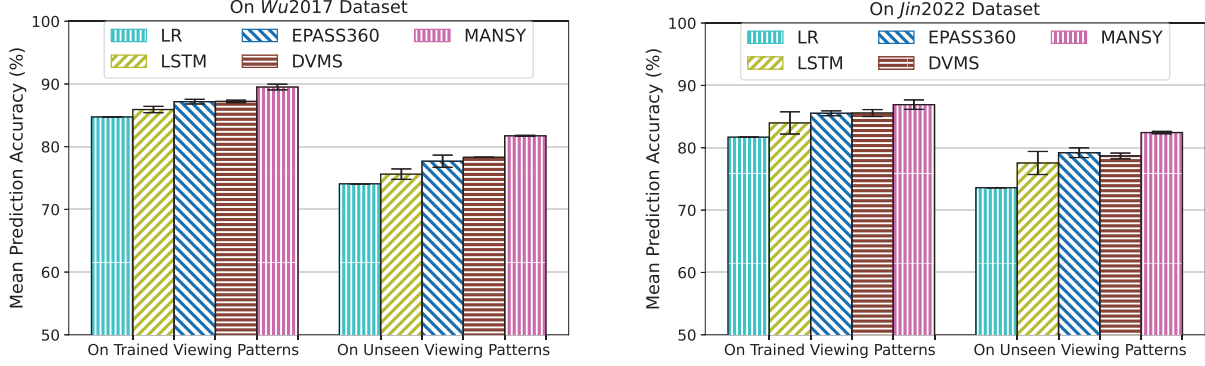 On Wu2017 Dataset
Mean Prediction Accuracy (%)
100
90
80
70
60
50
LR
EPASS360
MANSY
LSTM
DVMS
On Trained Viewing Patterns
On Unseen Viewing Patterns
On Jin2022 Dataset
Mean Prediction Accuracy (%)
100
90
80
70
60
50
LR
EPASS360
MANSY
LSTM
DVMS
On Trained Viewing Patterns
On Unseen Viewing Patterns